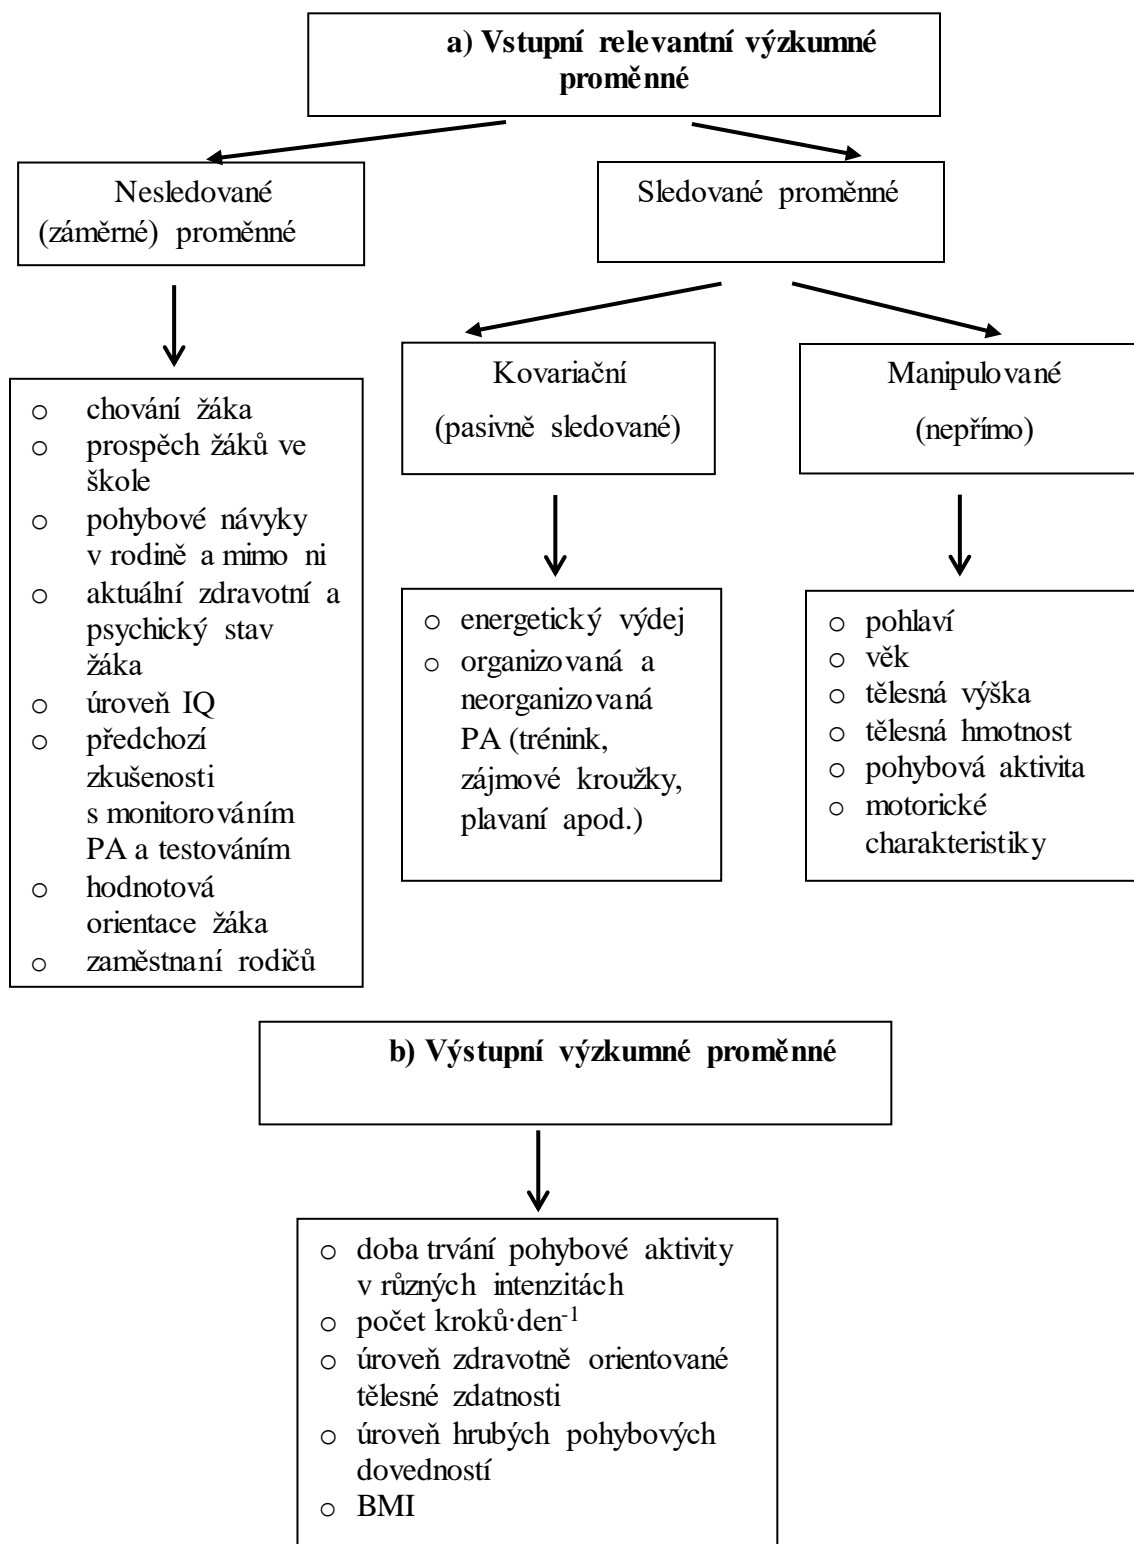 a) Vstupní relevantní výzkumné
proměnné
Nesledované
(záměrné) proměnné
Sledované proměnné
Kovariační
(pasivně sledované)
Manipulované
(nepřímo)
o chování žáka
o prospěch žáků ve
škole
o pohybové návyky
v rodině a mimo ni
o aktuální zdravotní a
psychický stav
žáka
o úroveň IQ
o předchozí
zkušenosti
s monitorováním
PA a testováním
o hodnotová
orientace žáka
o zaměstnaní rodičů
o energetický výdej
o organizovaná a
neorganizovaná
PA (trénink,
zájmové kroužky,
plavaní apod.)
o pohlaví
o věk
o tělesná výška
o tělesná hmotnost
o pohybová aktivita
o motorické
charakteristiky
b) Výstupní výzkumné proměnné
o doba trvání pohybové aktivity
v různých intenzitách
o počet kroků·den⁻¹
o úroveň zdravotně orientované
tělesné zdatnosti
o úroveň hrubých pohybových
dovedností
o BMI